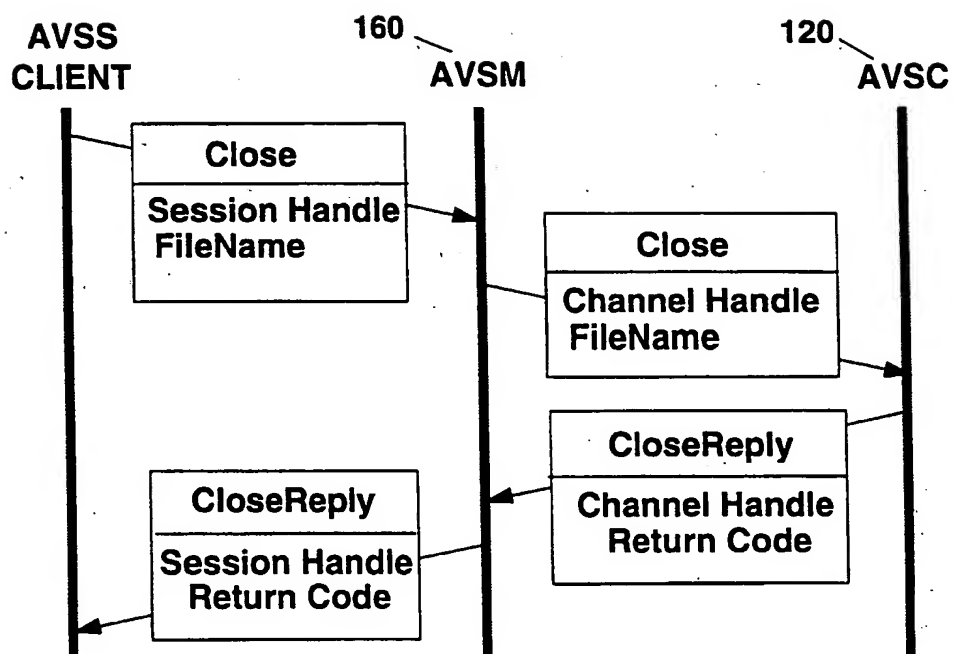 AVSS
CLIENT
160
AVSM
120
AVSC
Close
Session Handle
FileName
Close
Channel Handle
FileName
CloseReply
Channel Handle
Return Code
CloseReply
Session Handle
Return Code